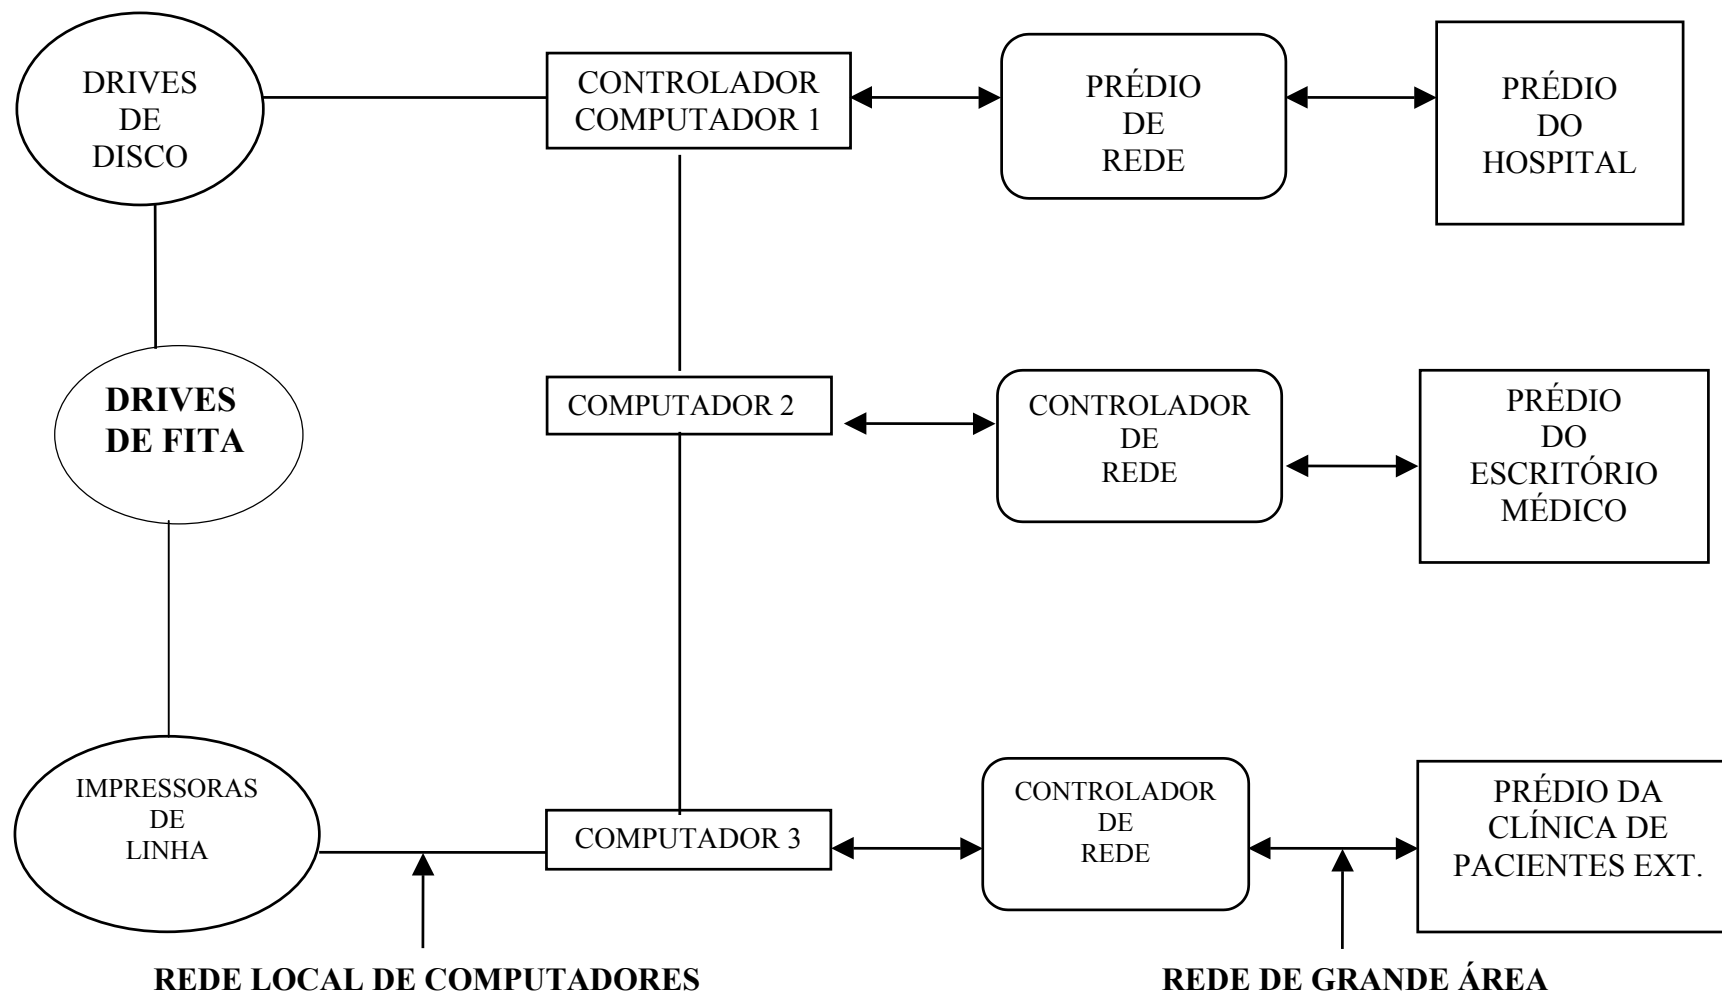 DRIVES
DE
DISCO
CONTROLADOR
COMPUTADOR 1
PRÉDIO
DE
REDE
PRÉDIO
DO
HOSPITAL
DRIVES
DE FITA
COMPUTADOR 2
CONTROLADOR
DE
REDE
PRÉDIO
DO
ESCRITÓRIO
MÉDICO
IMPRESSORAS
DE
LINHA
COMPUTADOR 3
CONTROLADOR
DE
REDE
PRÉDIO DA
CLÍNICA DE
PACIENTES EXT.
REDE LOCAL DE COMPUTADORES
REDE DE GRANDE ÁREA